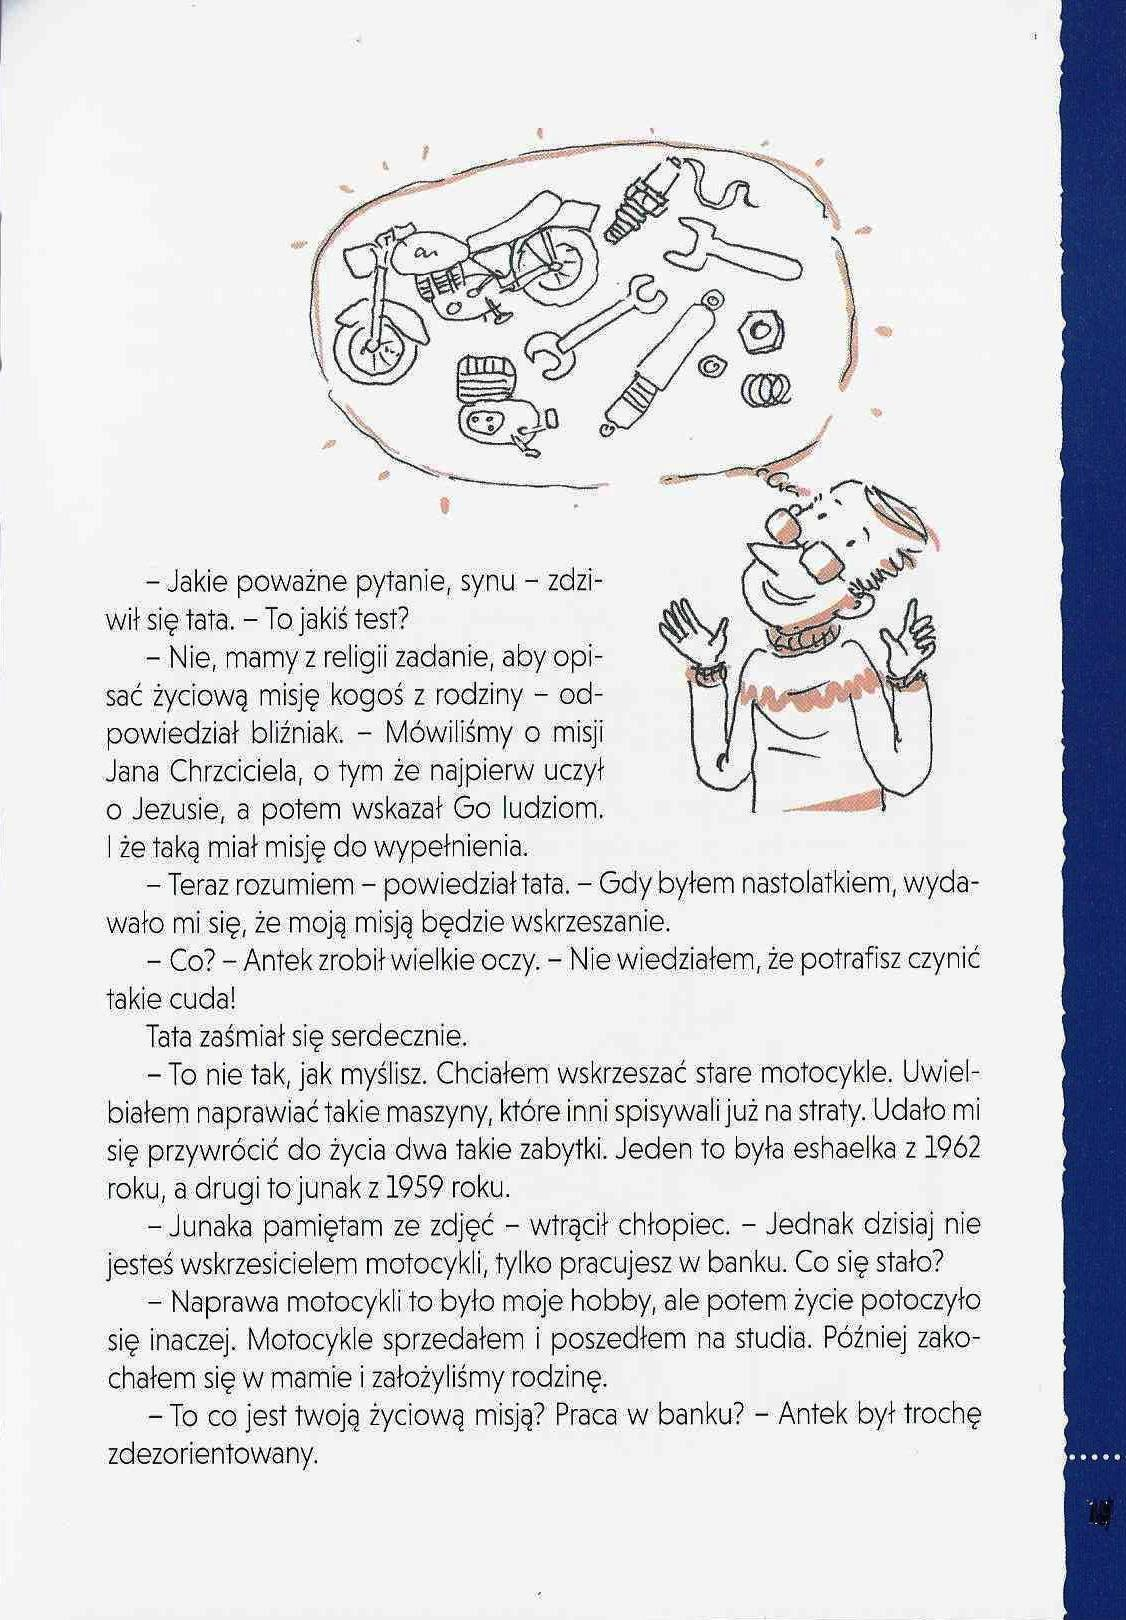 – Jakie poważne pytanie, synu – zdzi-
wił się tata. – To jakiś test?
– Nie, mamy z religii zadanie, aby opi-
sać życiową misję kogoś z rodziny – od-
powiedział bliźniak. – Mówiliśmy o misji
Jana Chrzciciela, o tym że najpierw uczył
o Jezusie, a potem wskazał Go ludziom.
I że taką miał misję do wypełnienia.
– Teraz rozumiem – powiedział tata. – Gdy byłem nastolatkiem, wyda-
wało mi się, że moją misją będzie wskrzeszanie.
– Co? – Antek zrobił wielkie oczy. – Nie wiedziałem, że potrafisz czynić
takie cuda!
Tata zaśmiał się serdecznie.
– To nie tak, jak myślisz. Chciałem wskrzeszać stare motocykle. Uwiel-
białem naprawiać takie maszyny, które inni spisywali już na straty. Udało mi
się przywrócić do życia dwa takie zabytki. Jeden to była eshaelka z 1962
roku, a drugi to junak z 1959 roku.
– Junaka pamiętam ze zdjęć – wtrącił chłopiec. – Jednak dzisiaj nie
jesteś wskrzesicielem motocykli, tylko pracujesz w banku. Co się stało?
– Naprawa motocykli to było moje hobby, ale potem życie potoczyło
się inaczej. Motocykle sprzedałem i poszedłem na studia. Później zako-
chałem się w mamie i założyliśmy rodzinę.
– To co jest twoją życiową misją? Praca w banku? – Antek był trochę
zdezorientowany.